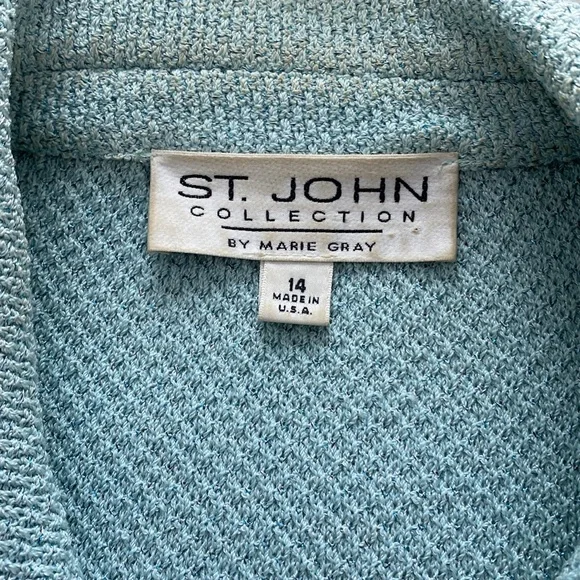 ST. JOHN
COLLECTION
BY MARIE GRAY
14
MADE IN
U.S.A.